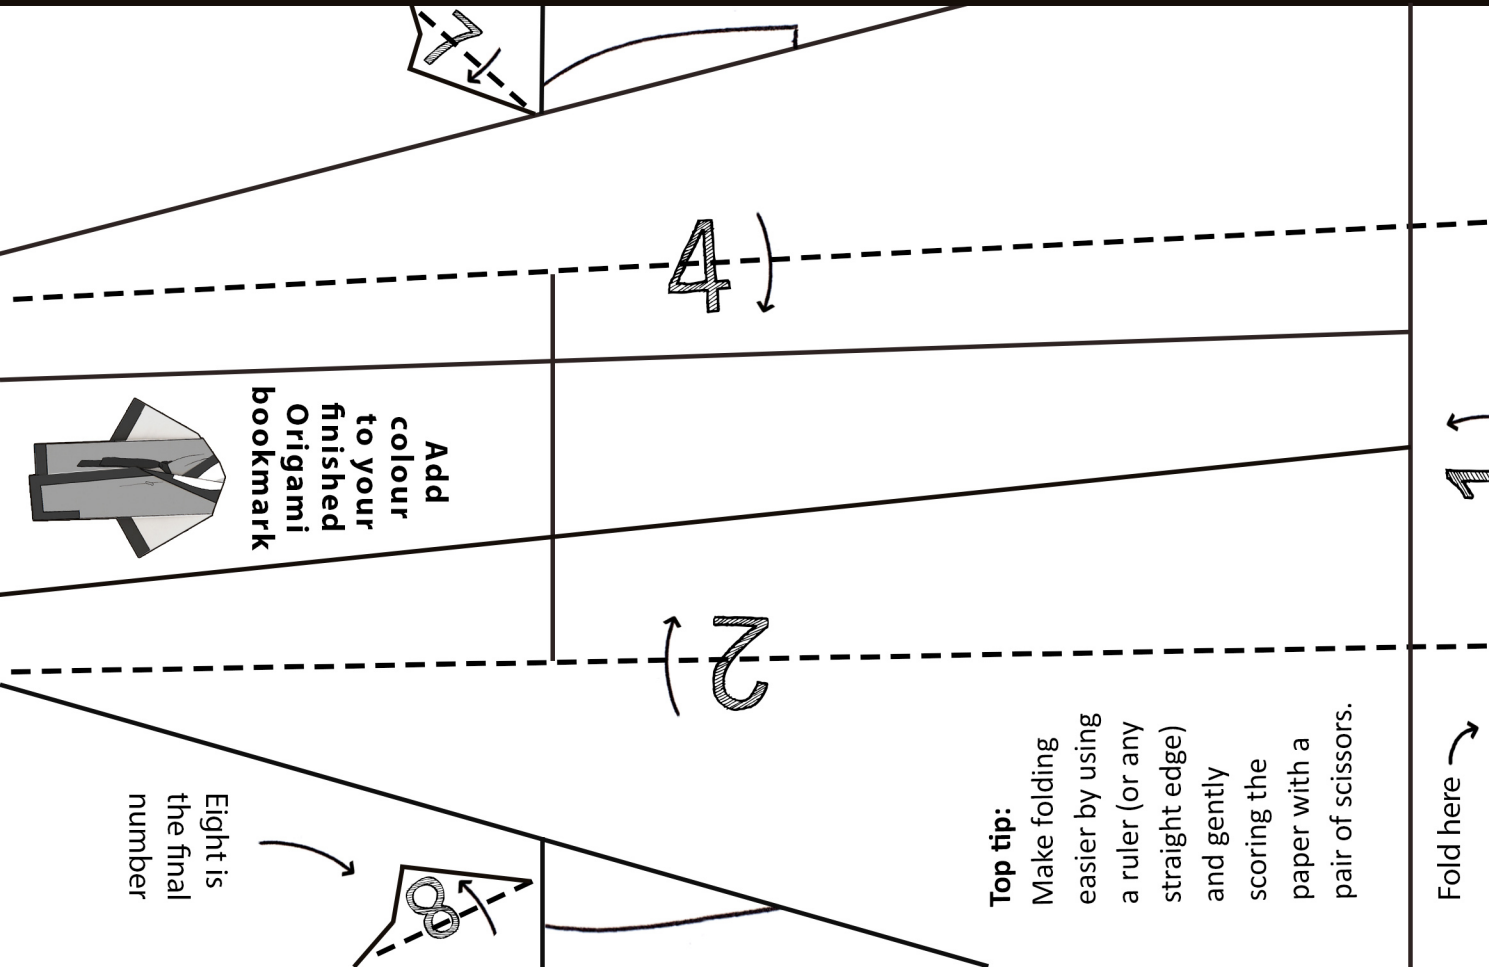 7
4
Add
colour
to your
finished
Origami
bookmark
1
2
Top tip:
Make folding
easier by using
a ruler (or any
straight edge)
and gently
scoring the
paper with a
pair of scissors.
Fold here
Eight is
the final
number
8